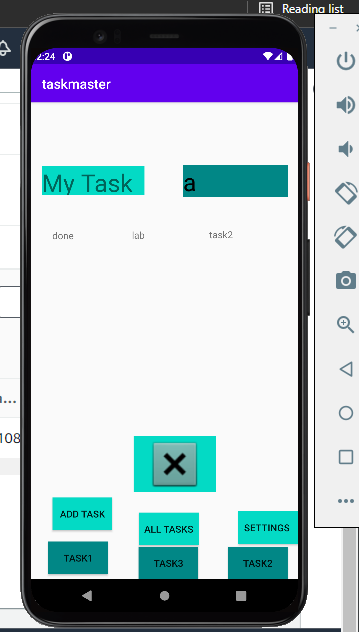 Reading list
2:24
taskmaster
My Task a
done lab task2
108
ADD TASK ALL TASKS SETTINGS
TASK1 TASK3 TASK2